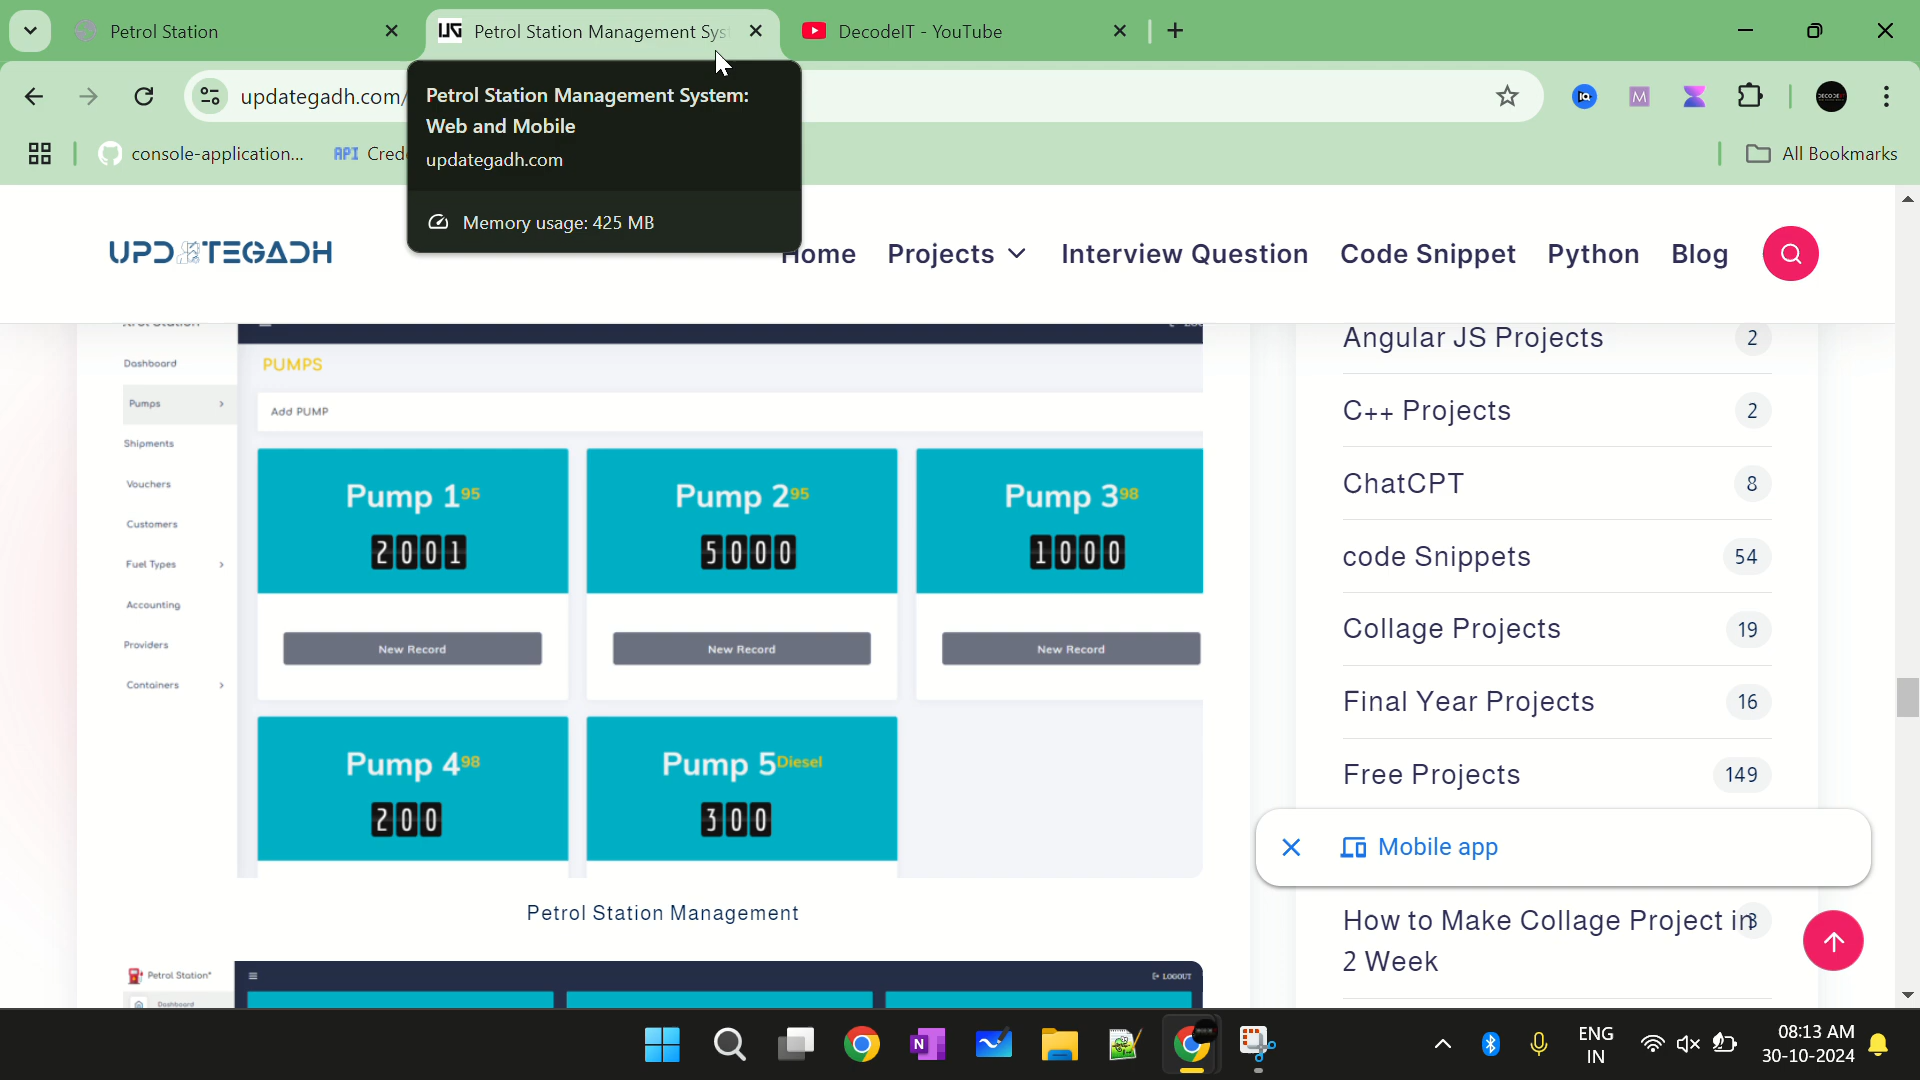 Petrol Station
Petrol Station Management Sys
DecodeIT - YouTube
updategadh.com/
Petrol Station Management System:
Web and Mobile
updategadh.com
Memory usage: 425 MB
console-application...
API Crede
All Bookmarks
UPDATEGADH
Home
Projects
Interview Question
Code Snippet
Python
Blog
Dashboard
Pumps
Shipments
Vouchers
Customers
Fuel Types
Accounting
Providers
Containers
PUMPS
Add PUMP
Pump 1 95
2001
New Record
Pump 2 95
5000
New Record
Pump 3 98
1000
New Record
Pump 4 98
200
Pump 5 Diesel
300
Petrol Station Management
Petrol Station*
LOGOUT
Dashboard
Angular JS Projects 2
C++ Projects 2
ChatCPT 8
code Snippets 54
Collage Projects 19
Final Year Projects 16
Free Projects 149
Mobile app
How to Make Collage Project in 3
2 Week
ENG
IN
08:13 AM
30-10-2024